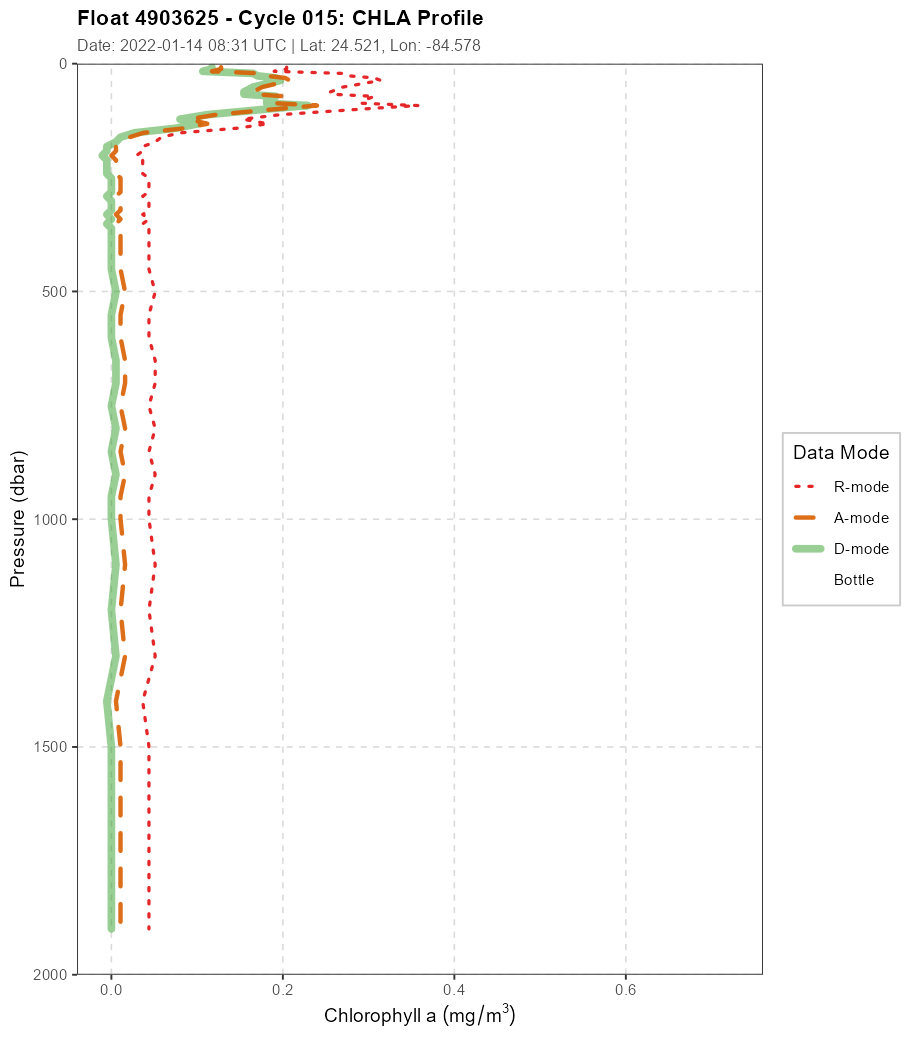 Float 4903625 - Cycle 015: CHLA Profile
Date: 2022-01-14 08:31 UTC | Lat: 24.521, Lon: -84.578
0
500
1000
1500
2000
Pressure (dbar)
0.0 0.2 0.4 0.6
Chlorophyll a (mg/m³)
Data Mode
R-mode
A-mode
D-mode
Bottle